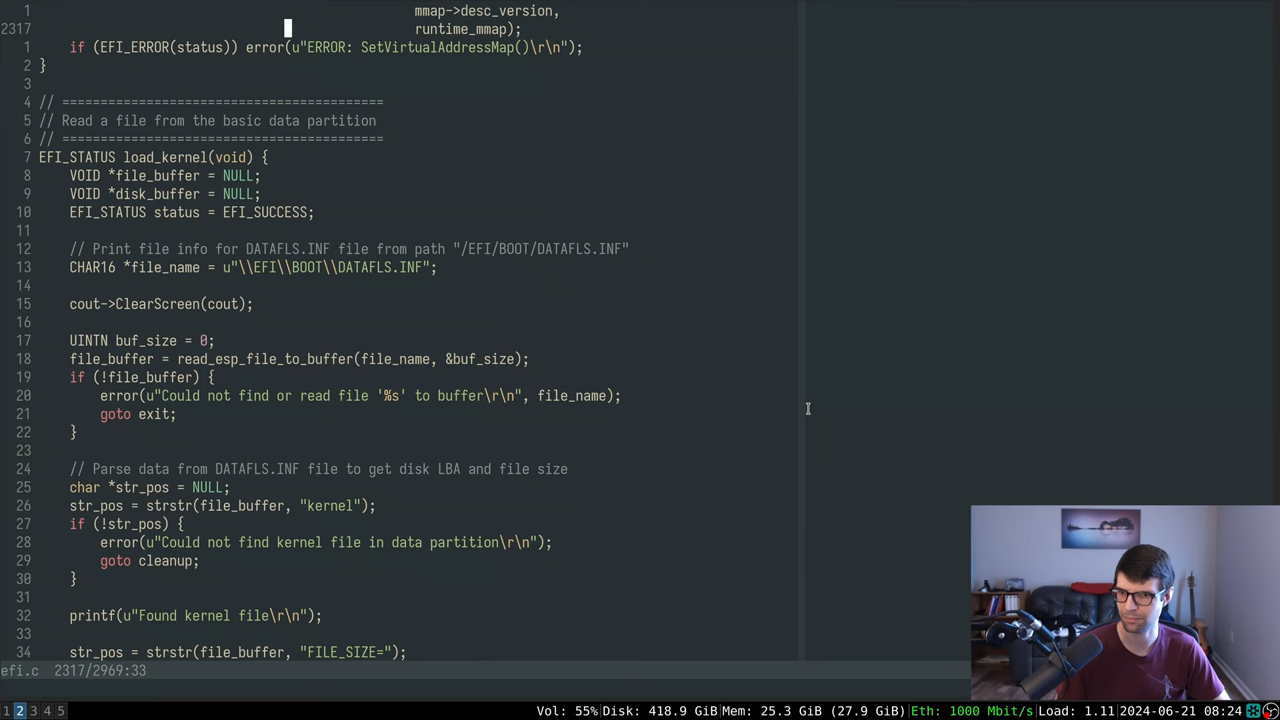 1                                                  mmap->desc_version,
2317                                               runtime_mmap);
1     if (EFI_ERROR(status)) error(u"ERROR: SetVirtualAddressMap()\r\n");
2 }
3
4 // ==========================================
5 // Read a file from the basic data partition
6 // ==========================================
7 EFI_STATUS load_kernel(void) {
8     VOID *file_buffer = NULL;
9     VOID *disk_buffer = NULL;
10     EFI_STATUS status = EFI_SUCCESS;
11
12     // Print file info for DATAFLS.INF file from path "/EFI/BOOT/DATAFLS.INF"
13     CHAR16 *file_name = u"\\EFI\\BOOT\\DATAFLS.INF";
14
15     cout->ClearScreen(cout);
16
17     UINTN buf_size = 0;
18     file_buffer = read_esp_file_to_buffer(file_name, &buf_size);
19     if (!file_buffer) {
20         error(u"Could not find or read file '%s' to buffer\r\n", file_name);
21         goto exit;
22     }
23
24     // Parse data from DATAFLS.INF file to get disk LBA and file size
25     char *str_pos = NULL;
26     str_pos = strstr(file_buffer, "kernel");
27     if (!str_pos) {
28         error(u"Could not find kernel file in data partition\r\n");
29         goto cleanup;
30     }
31
32     printf(u"Found kernel file\r\n");
33
34     str_pos = strstr(file_buffer, "FILE_SIZE=");
efi.c  2317/2969:33
1 2 3 4 5 Vol: 55% Disk: 418.9 GiB Mem: 25.3 GiB (27.9 GiB) Eth: 1000 Mbit/s Load: 1.11 2024-06-21 08:24